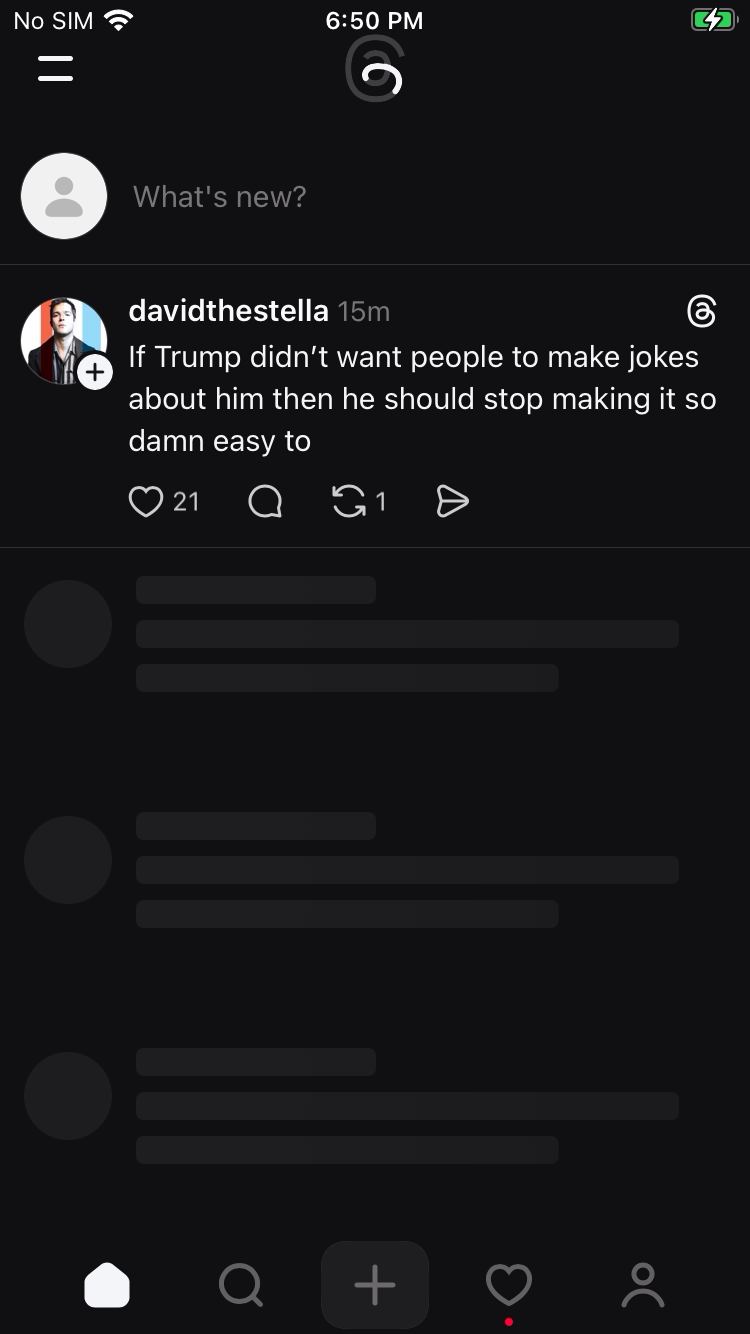 No SIM 6:50 PM
What's new?
davidthestella 15m
If Trump didn’t want people to make jokes
about him then he should stop making it so
damn easy to
21 1